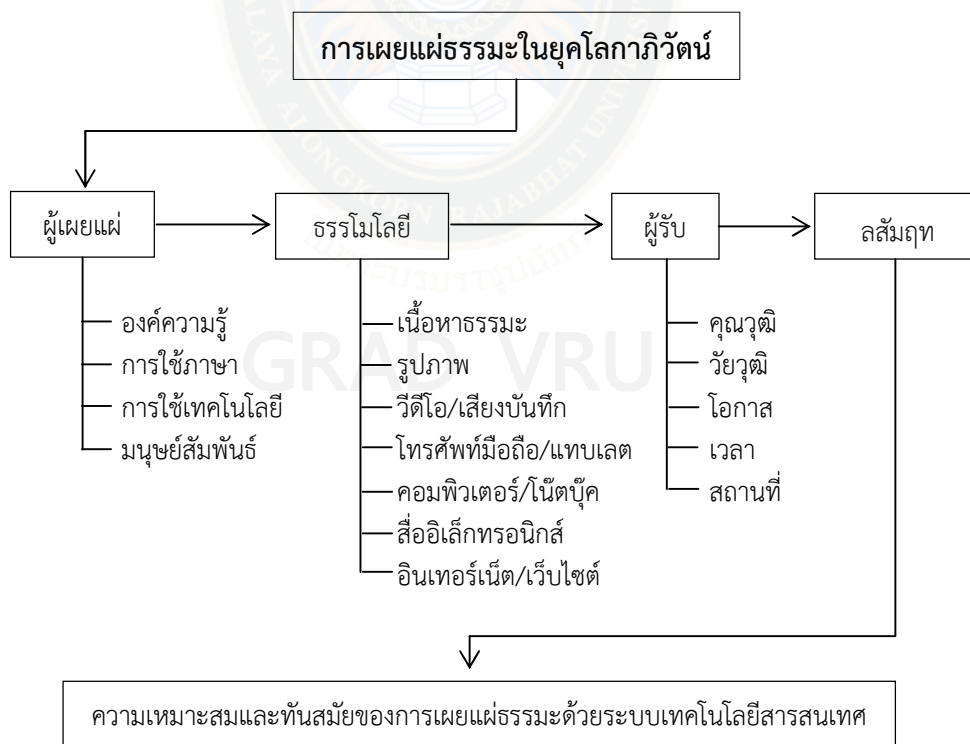 การเผยแผ่ธรรมะในยุคโลกาภิวัตน์
ผู้เผยแผ่
ธรรโมโลยี
ผู้รับ
ลสัมฤท
องค์ความรู้
การใช้ภาษา
การใช้เทคโนโลยี
มนุษย์สัมพันธ์
เนื้อหาธรรมะ
รูปภาพ
วีดีโอ/เสียงบันทึก
โทรศัพท์มือถือ/แทบเลต
คอมพิวเตอร์/โน๊ตบุ๊ค
สื่ออิเล็กทรอนิกส์
อินเทอร์เน็ต/เว็บไซต์
คุณวุฒิ
วัยวุฒิ
โอกาส
เวลา
สถานที่
ความเหมาะสมและทันสมัยของการเผยแผ่ธรรมะด้วยระบบเทคโนโลยีสารสนเทศ
ALAYA ALONGKORN RAJABHAT UNI
GRAD VRU